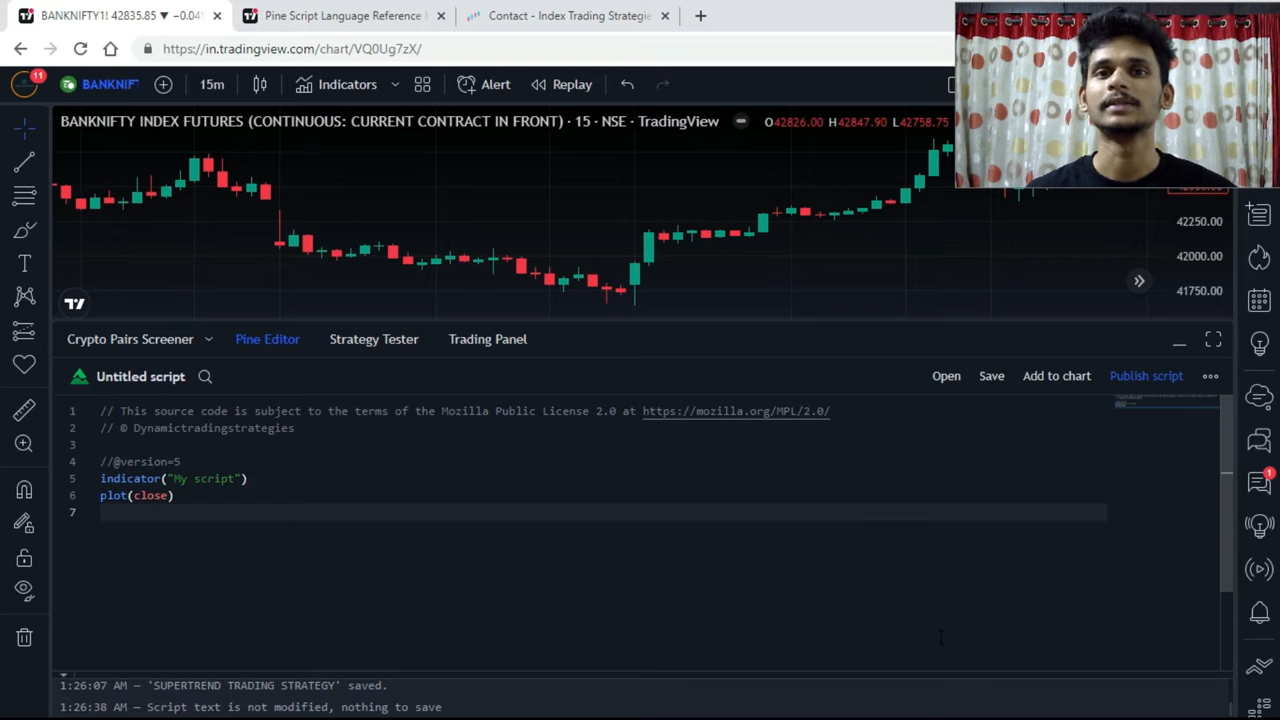 BANKNIFTY1! 42835.85 ▼ −0.04%
Pine Script Language Reference
Contact - Index Trading Strategie
https://in.tradingview.com/chart/VQ0Ug7zX/
11
BANKNIFT
15m
Indicators
Alert
Replay
BANKNIFTY INDEX FUTURES (CONTINUOUS: CURRENT CONTRACT IN FRONT) · 15 · NSE · TradingView
O42826.00 H42847.90 L42758.75
42250.00
42000.00
41750.00
Crypto Pairs Screener
Pine Editor
Strategy Tester
Trading Panel
Untitled script
Open
Save
Add to chart
Publish script
1 // This source code is subject to the terms of the Mozilla Public License 2.0 at https://mozilla.org/MPL/2.0/
2 // © Dynamictradingstrategies
3
4 //@version=5
5 indicator("My script")
6 plot(close)
7
1
1:26:07 AM — 'SUPERTREND TRADING STRATEGY' saved.
1:26:38 AM — Script text is not modified, nothing to save